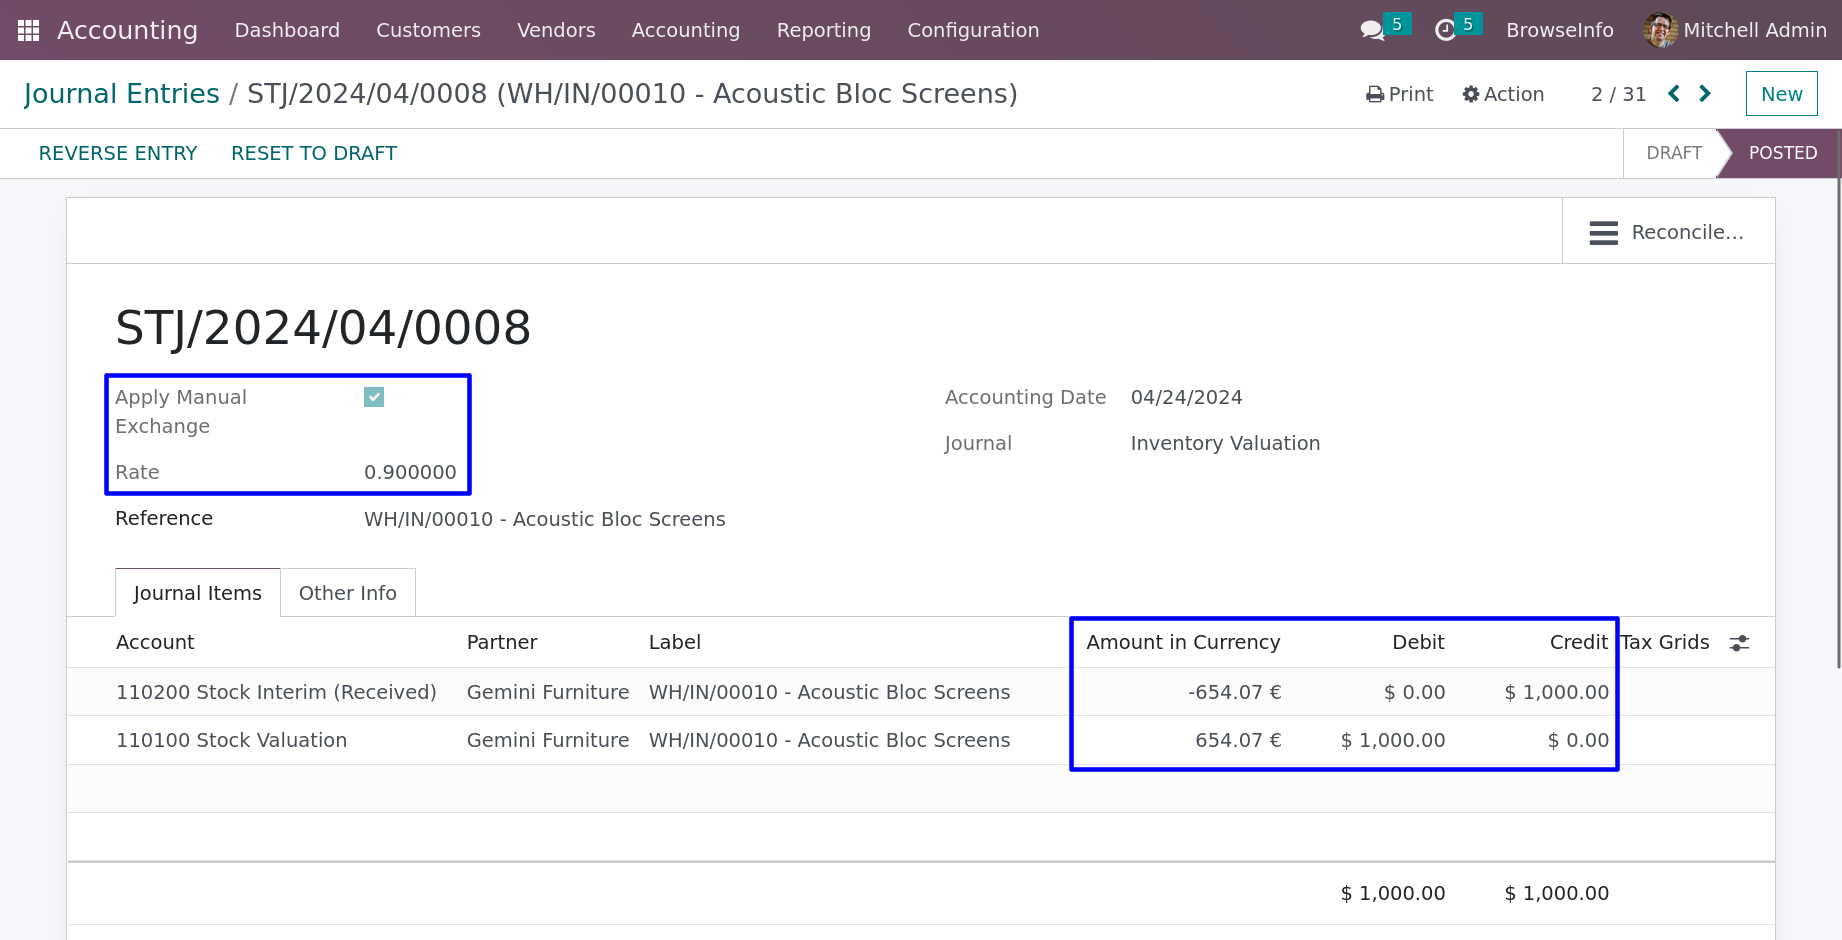 Accounting Dashboard Customers Vendors Accounting Reporting Configuration 5 5 BrowseInfo Mitchell Admin
Journal Entries / STJ/2024/04/0008 (WH/IN/00010 - Acoustic Bloc Screens) Print Action 2 / 31 New
REVERSE ENTRY RESET TO DRAFT DRAFT POSTED
Reconcile...
STJ/2024/04/0008
Apply Manual Exchange Accounting Date 04/24/2024
Journal Inventory Valuation
Rate 0.900000
Reference WH/IN/00010 - Acoustic Bloc Screens
Journal Items Other Info
Account Partner Label Amount in Currency Debit Credit Tax Grids
110200 Stock Interim (Received) Gemini Furniture WH/IN/00010 - Acoustic Bloc Screens -654.07 € $ 0.00 $ 1,000.00
110100 Stock Valuation Gemini Furniture WH/IN/00010 - Acoustic Bloc Screens 654.07 € $ 1,000.00 $ 0.00
$ 1,000.00 $ 1,000.00